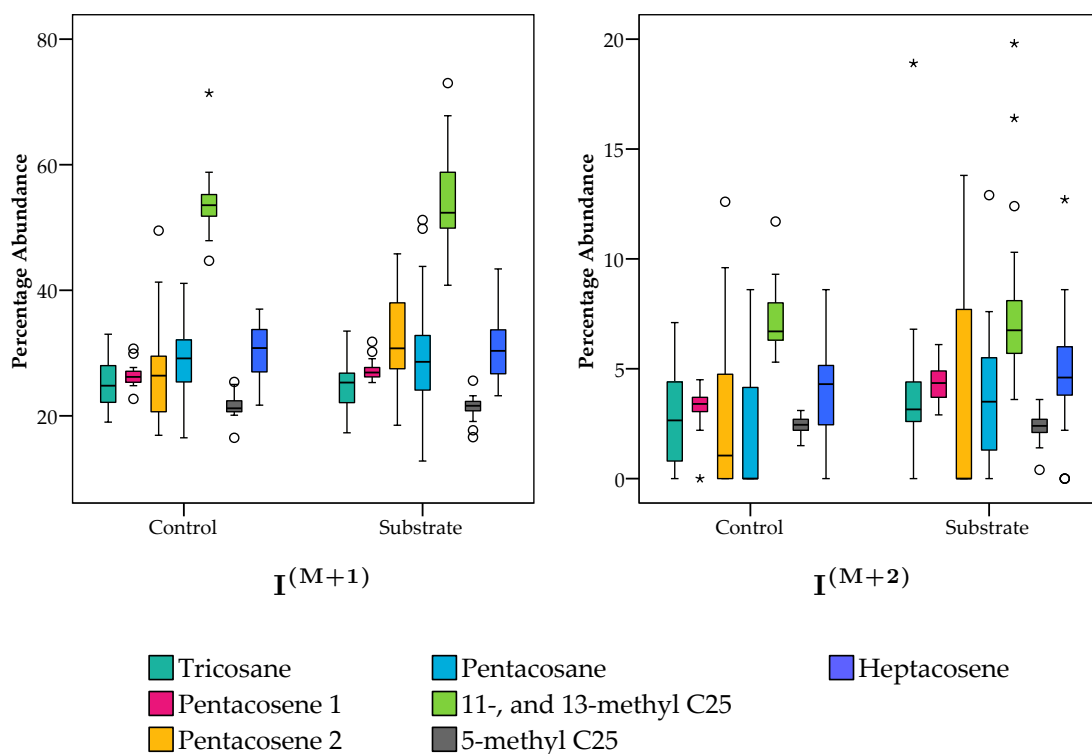 80
60
40
20
Percentage Abundance
Control
Substrate
I(M+1)
20
15
10
5
0
Percentage Abundance
Control
Substrate
I(M+2)
Tricosane
Pentacosane
Heptacosene
Pentacosene 1
11-, and 13-methyl C25
Pentacosene 2
5-methyl C25